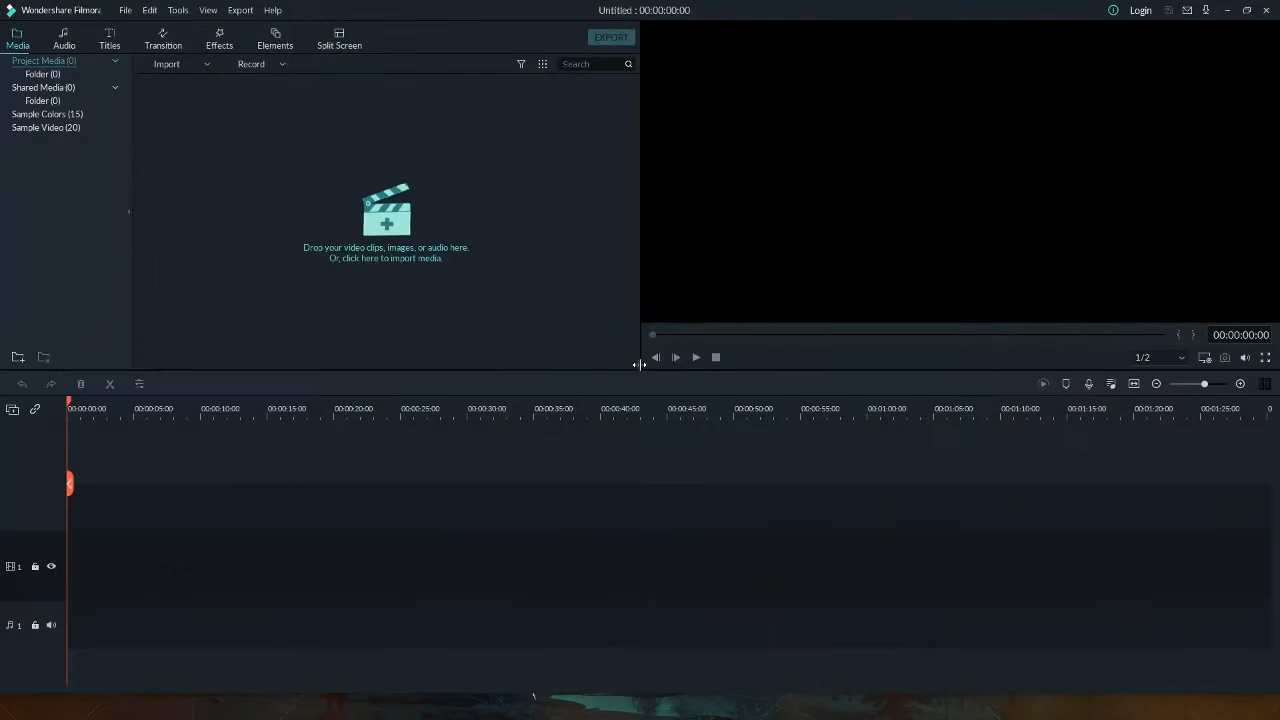 Wondershare Filmora
File Edit Tools View Export Help
Untitled : 00:00:00:00
Login
Media Audio Titles Transition Effects Elements Split Screen
EXPORT
Project Media (0)
Folder (0)
Shared Media (0)
Folder (0)
Sample Colors (15)
Sample Video (20)
Import Record Search
Drop your video clips, images, or audio here.
Or, click here to import media.
{ } 00:00:00:00
1/2
00:00:00:00 00:00:05:00 00:00:10:00 00:00:15:00 00:00:20:00 00:00:25:00 00:00:30:00 00:00:35:00 00:00:40:00 00:00:45:00 00:00:50:00 00:00:55:00 00:01:00:00 00:01:05:00 00:01:10:00 00:01:15:00 00:01:20:00 00:01:25:00 0
1
1